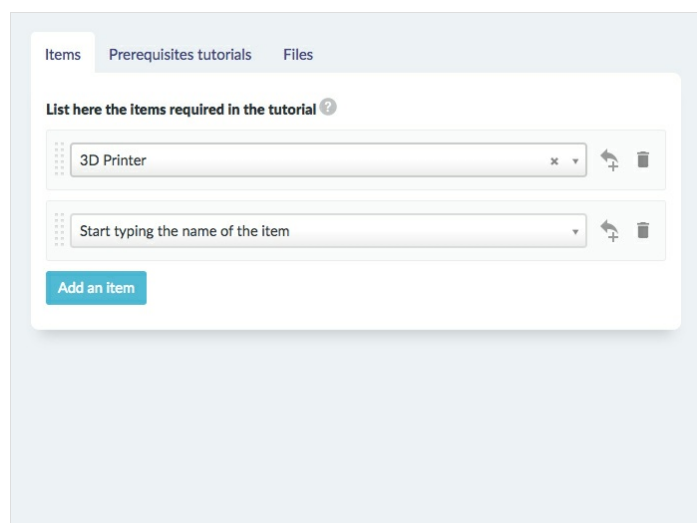 Items Prerequisites tutorials Files
List here the items required in the tutorial ?
3D Printer
Start typing the name of the item
Add an item